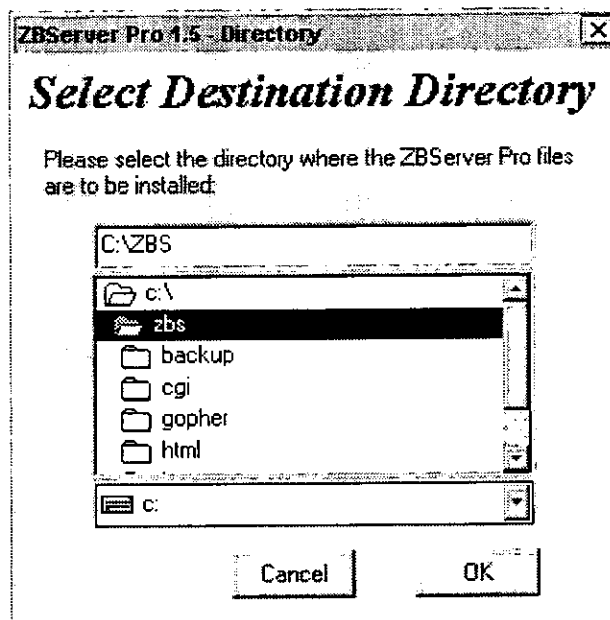 ZBServer Pro 1.5 - Directory
Select Destination Directory
Please select the directory where the ZBServer Pro files
are to be installed:
C:\ZBS
c:\
zbs
backup
cgi
gopher
html
c:
Cancel
OK